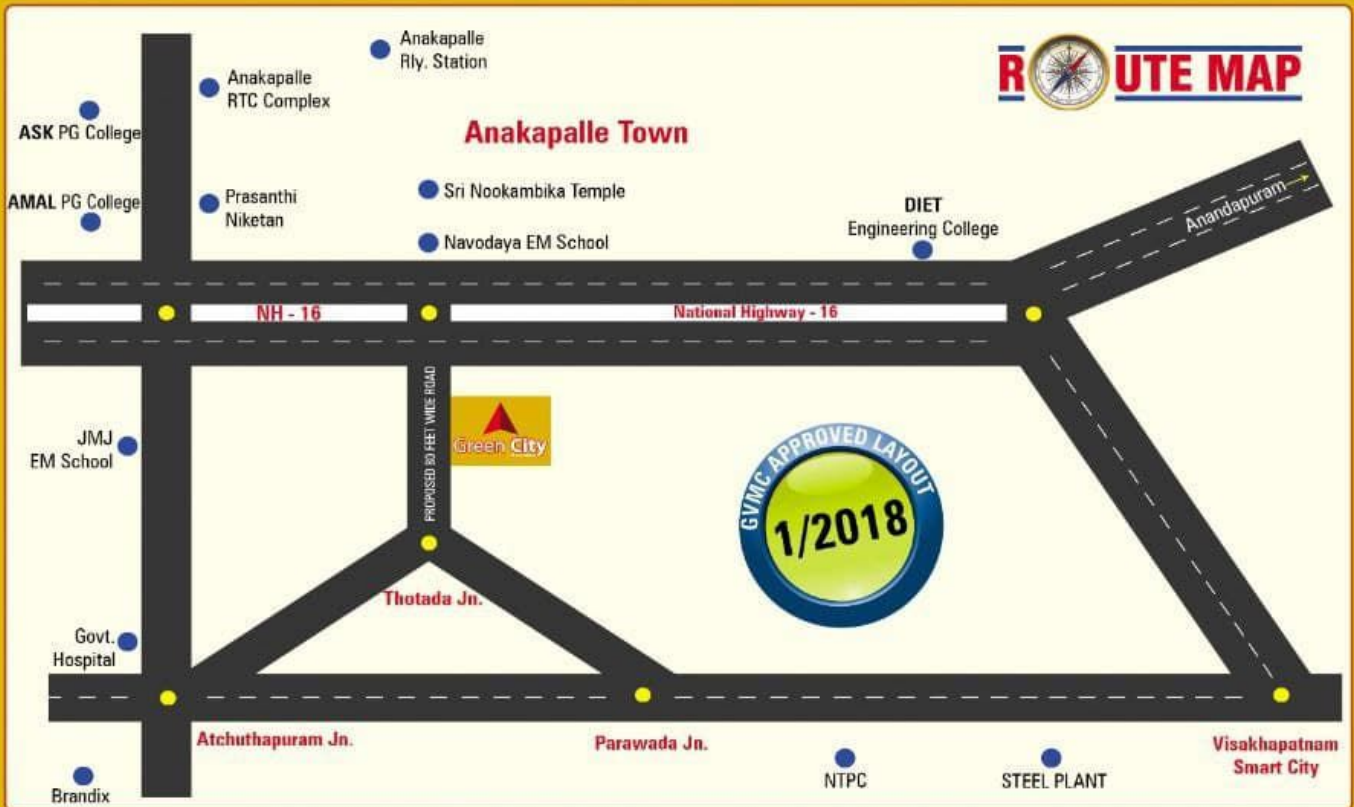 ROUTE MAP
Anakapalle
Rly. Station
Anakapalle
RTC Complex
ASK PG College
Anakapalle Town
AMAL PG College
Prasanthi
Niketan
Sri Nookambika Temple
Navodaya EM School
DIET
Engineering College
Anandapuram
NH - 16
National Highway - 16
PROPOSED 80 FEET WIDE ROAD
Green City
JMJ
EM School
GVMC APPROVED LAYOUT
1/2018
Thotada Jn.
Govt.
Hospital
Atchuthapuram Jn.
Parawada Jn.
Visakhapatnam
Smart City
Brandix
NTPC
STEEL PLANT